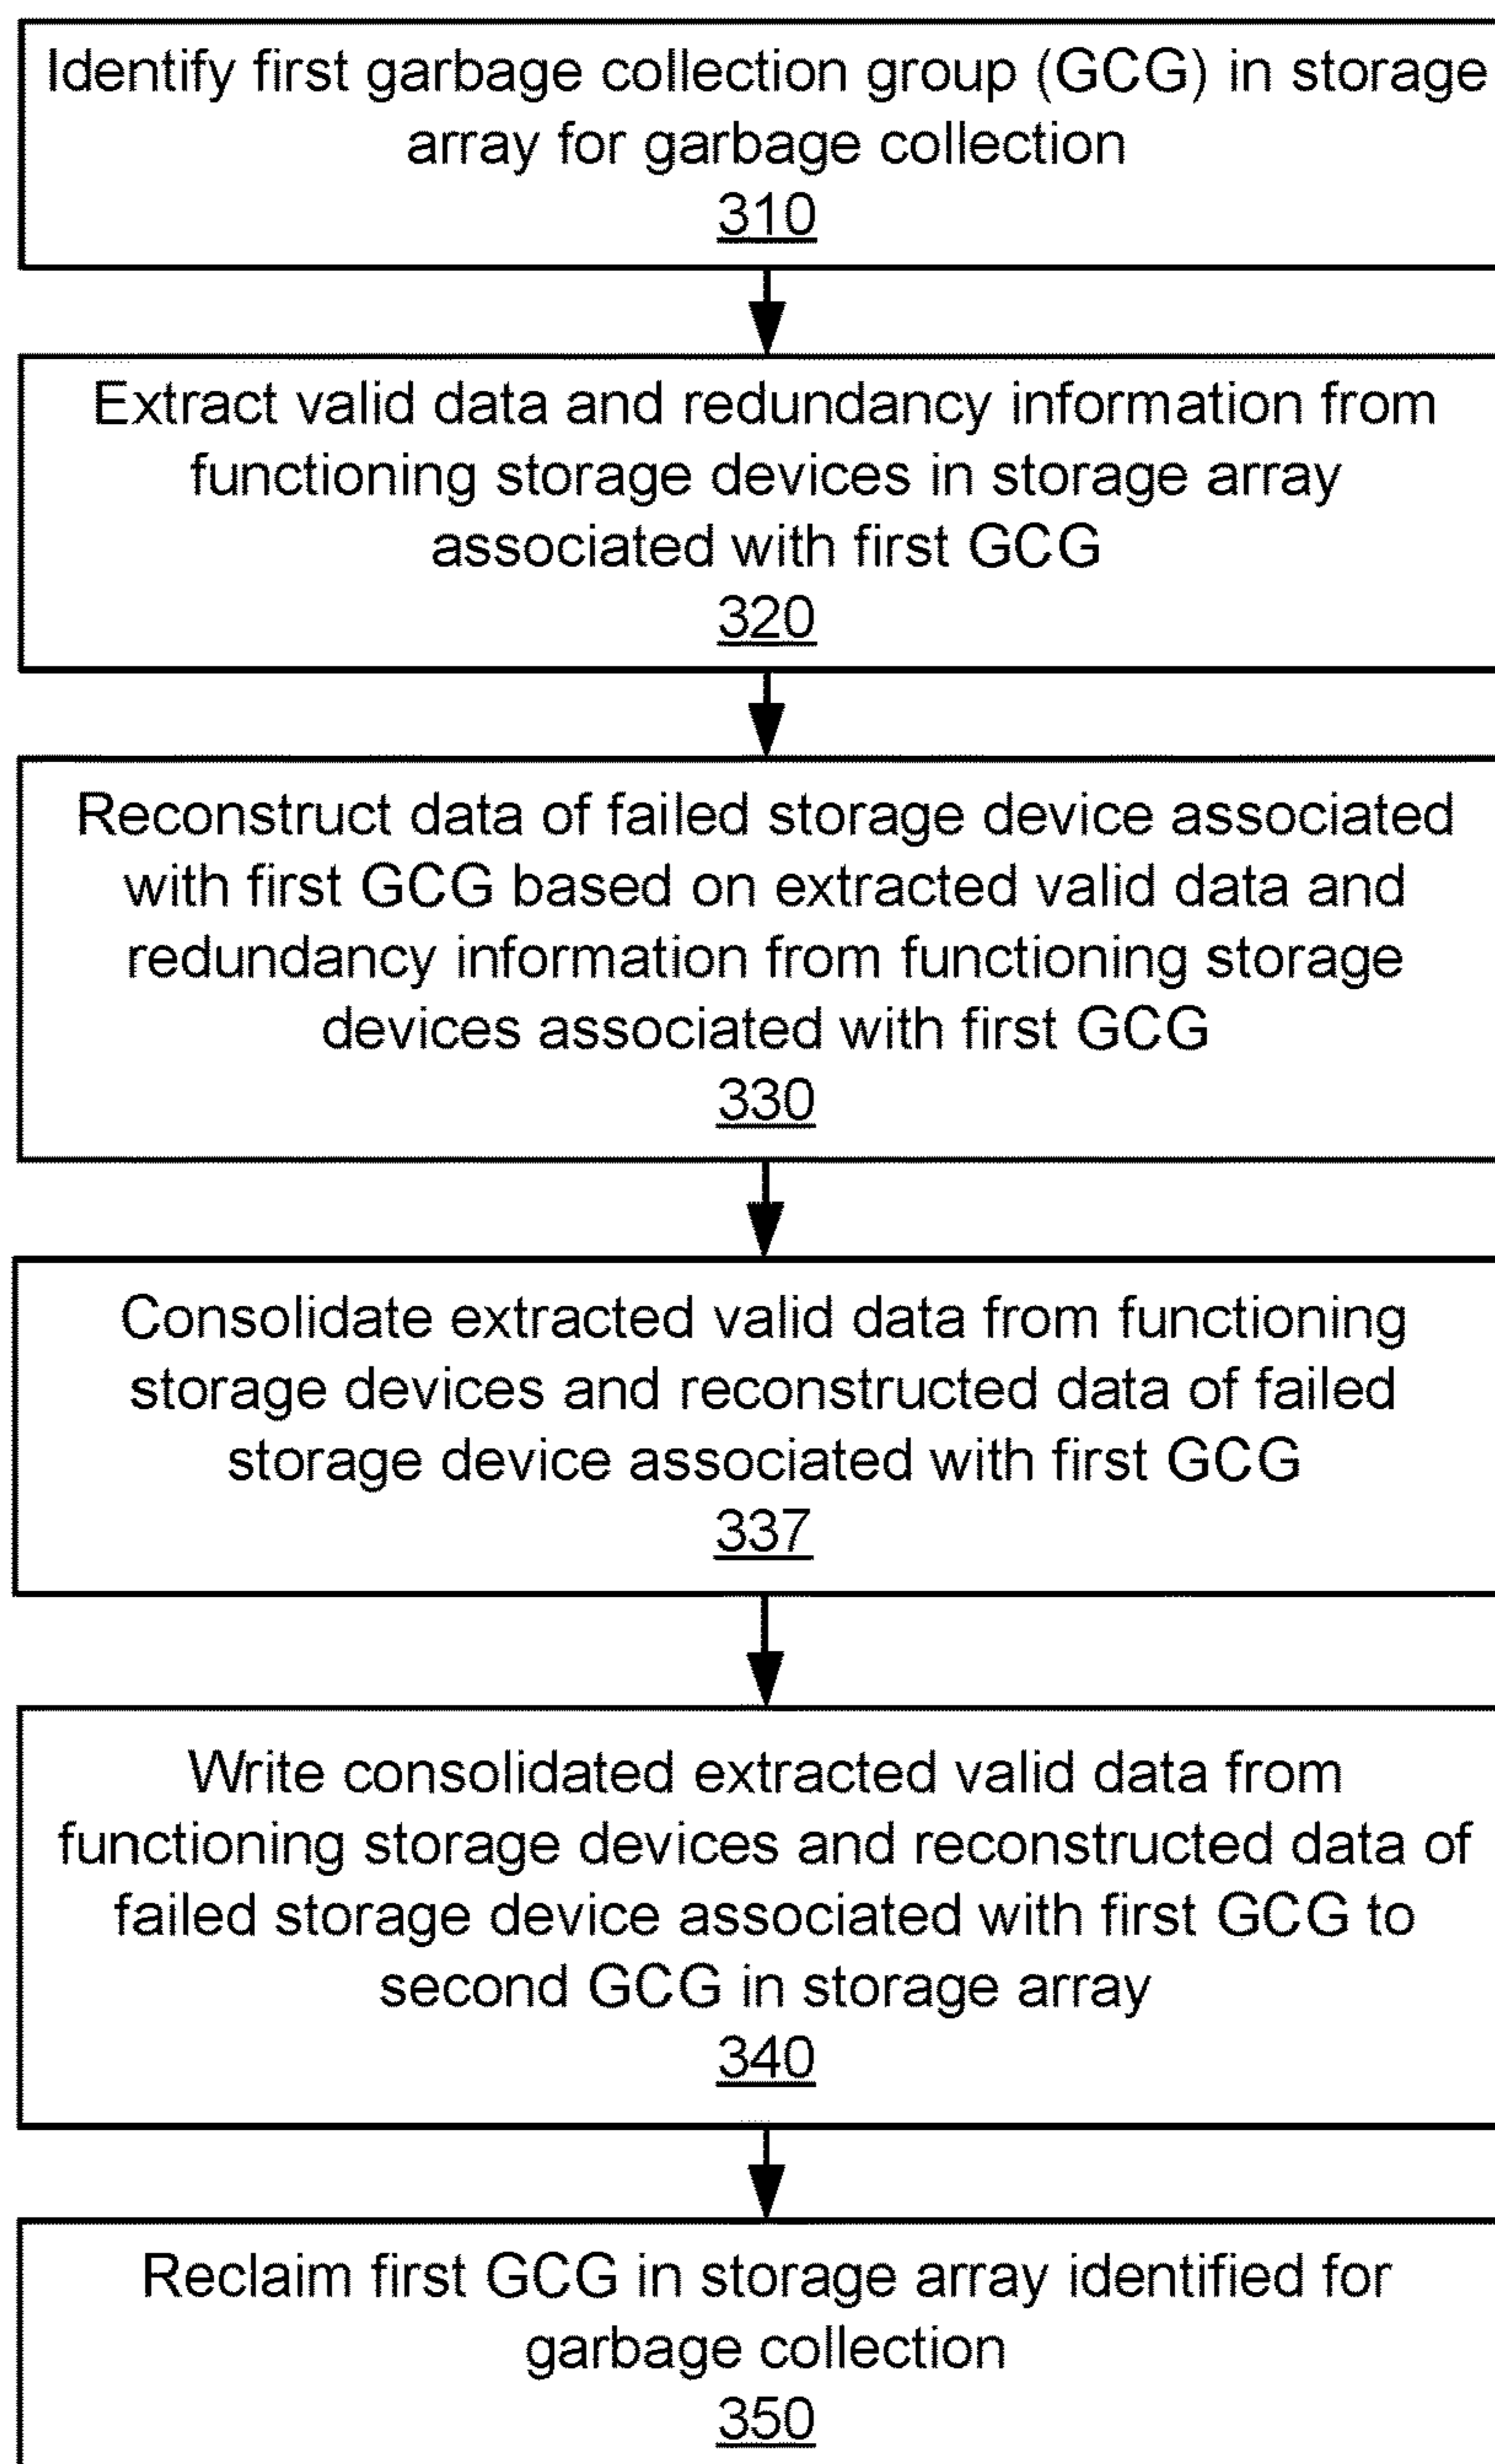 Identify first garbage collection group (GCG) in storage
array for garbage collection
310
Extract valid data and redundancy information from
functioning storage devices in storage array
associated with first GCG
320
Reconstruct data of failed storage device associated
with first GCG based on extracted valid data and
redundancy information from functioning storage
devices associated with first GCG
330
Consolidate extracted valid data from functioning
storage devices and reconstructed data of failed
storage device associated with first GCG
337
Write consolidated extracted valid data from
functioning storage devices and reconstructed data of
failed storage device associated with first GCG to
second GCG in storage array
340
Reclaim first GCG in storage array identified for
garbage collection
350